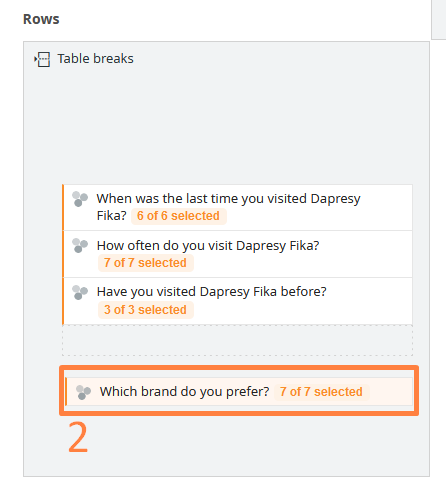 Rows
Table breaks
When was the last time you visited Dapresy
Fika? 6 of 6 selected
How often do you visit Dapresy Fika?
7 of 7 selected
Have you visited Dapresy Fika before?
3 of 3 selected
Which brand do you prefer? 7 of 7 selected
2